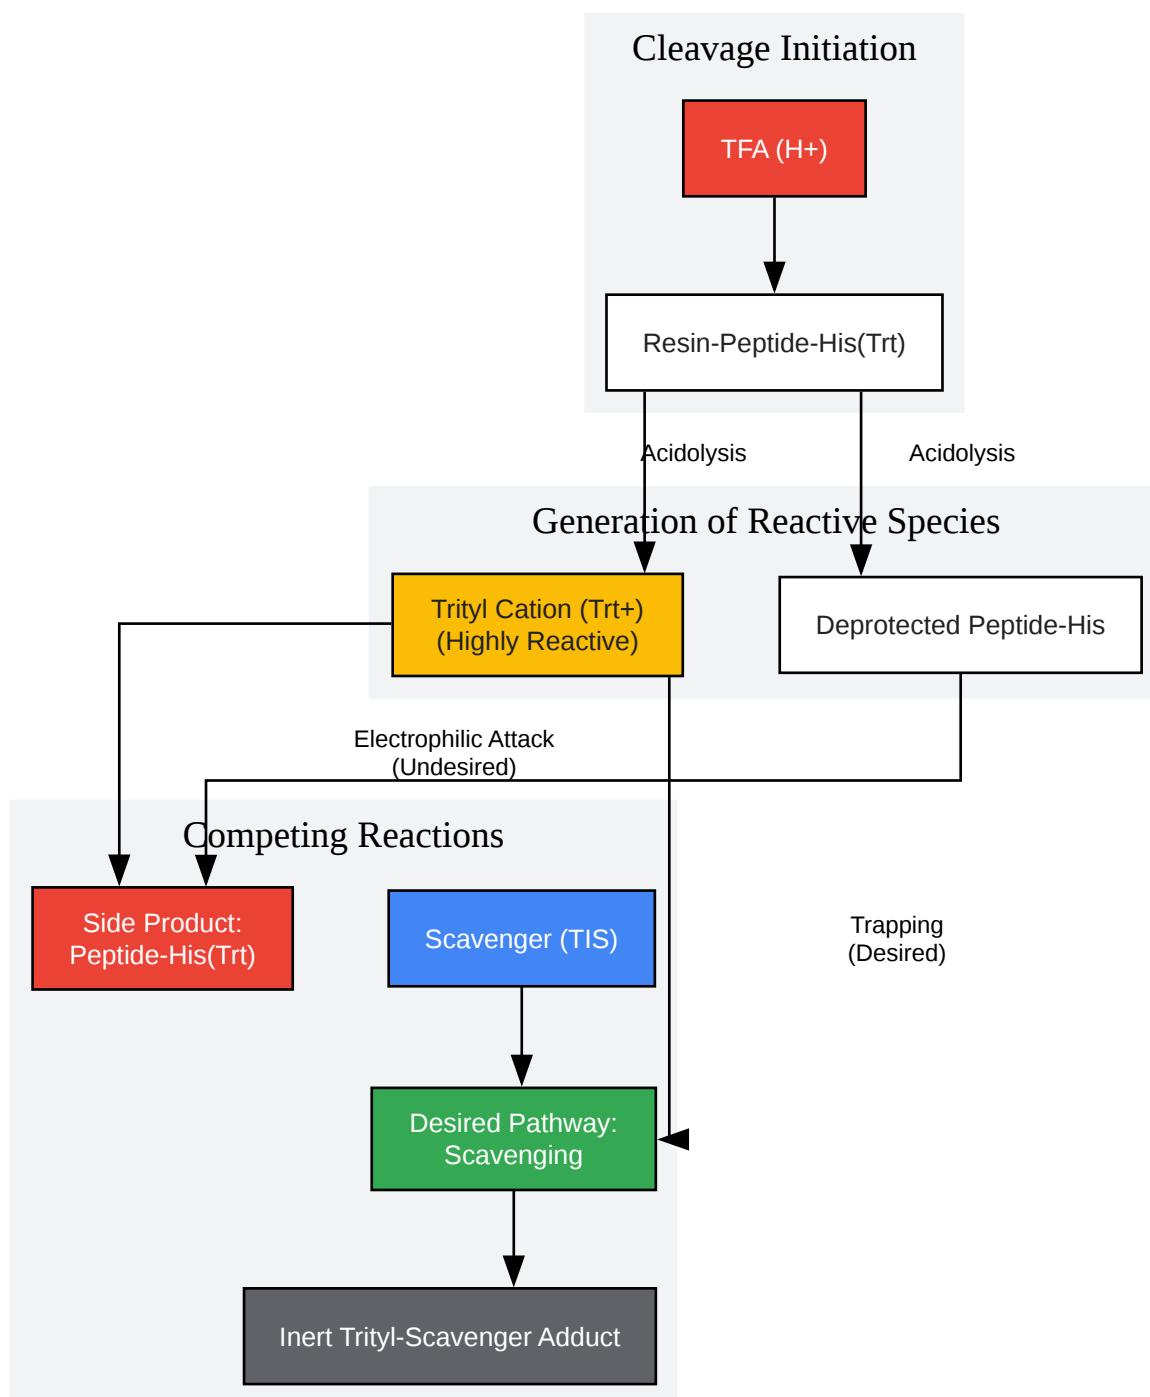 Cleavage Initiation
TFA (H+)
Resin-Peptide-His(Trt)
Acidolysis
Acidolysis
Generation of Reactive Species
Trityl Cation (Trt+)
(Highly Reactive)
Deprotected Peptide-His
Electrophilic Attack
(Undesired)
Competing Reactions
Side Product:
Peptide-His(Trt)
Scavenger (TIS)
Trapping
(Desired)
Desired Pathway:
Scavenging
Inert Trityl-Scavenger Adduct